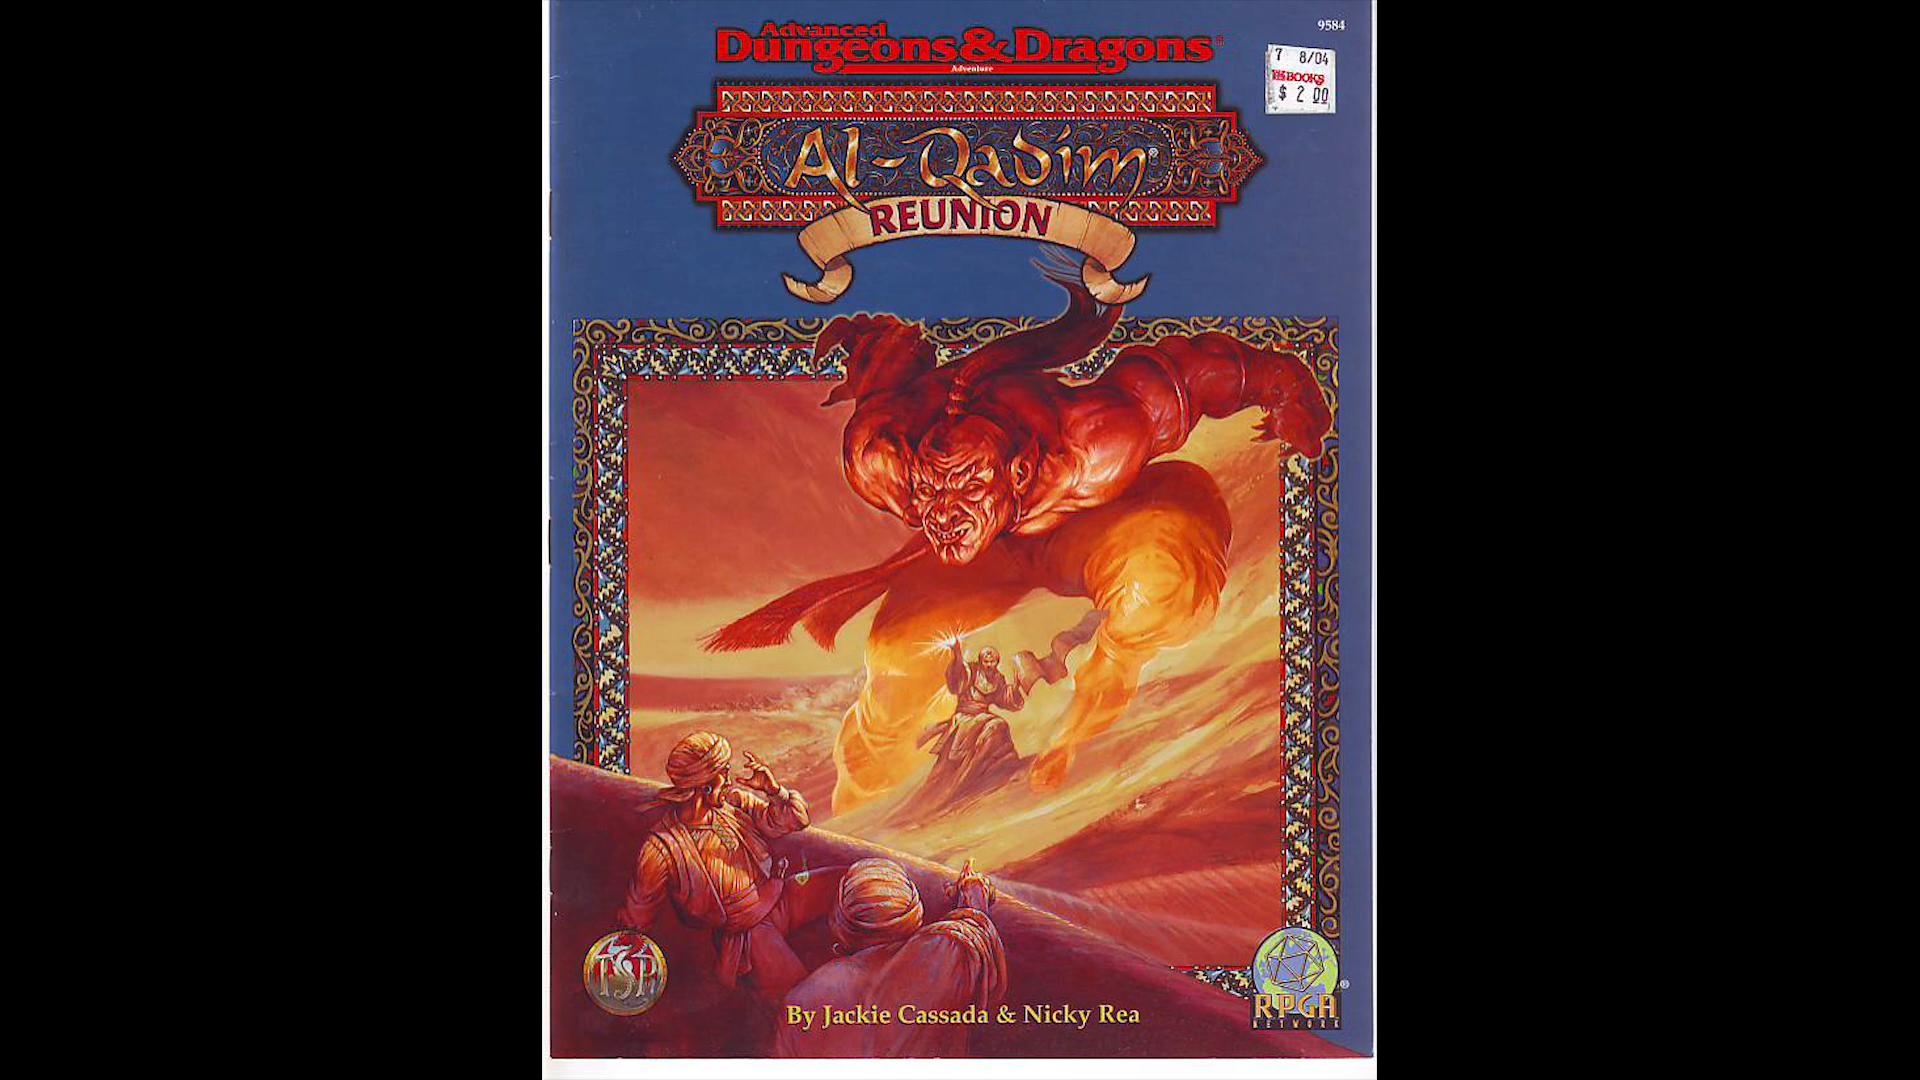 9584
Advanced
Dungeons & Dragons®
Adventure
7 8/04
BOOKS
$ 2 00
Al-Qadim®
REUNION
TSR
By Jackie Cassada & Nicky Rea
RPGA®
NETWORK